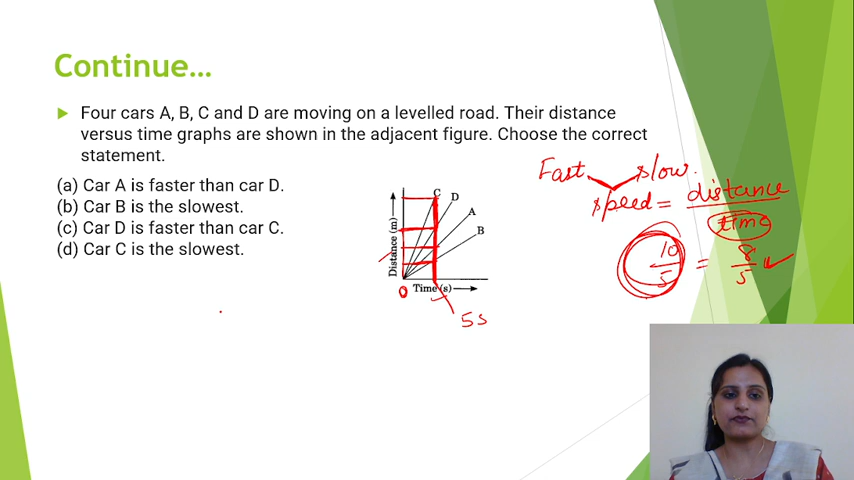 Continue...
Four cars A, B, C and D are moving on a levelled road. Their distance
versus time graphs are shown in the adjacent figure. Choose the correct
statement.
(a) Car A is faster than car D.
(b) Car B is the slowest.
(c) Car D is faster than car C.
(d) Car C is the slowest.
Distance (m)
C
D
A
B
0
Time (s)
5s
Fast slow.
speed = distance
time
10 = 8
5 5